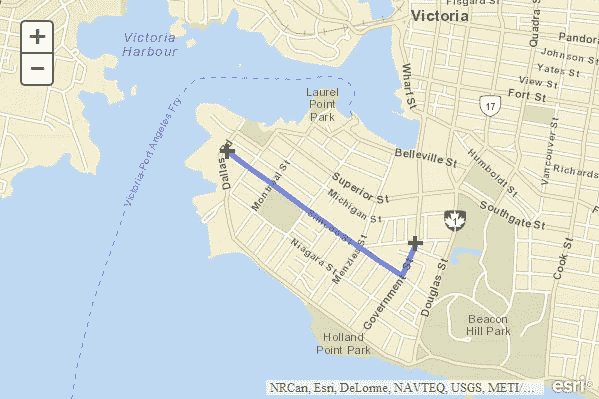 +
−
Victoria
Harbour
Victoria
Fisgard St
Quadra St
Pandora
Johnson St
Yates St
View St
Fort St
Wharf St
17
Laurel
Point
Park
Vancouver St
Belleville St
Humboldt St
Richards
Victoria-Port Angeles Fry
Dallas Rd
Montreal St
Superior St
Michigan St
Simcoe St
Southgate St
1
Niagara St
Menzies St
Government St
Douglas St
Cook St
Beacon
Hill Park
Holland
Point Park
NRCan, Esri, DeLorme, NAVTEQ, USGS, METI/...
esri